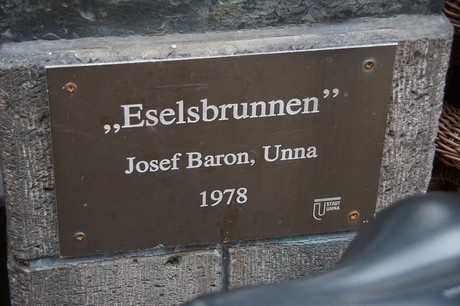 „Eselsbrunnen”
Josef Baron, Unna
1978
STADT
UNNA